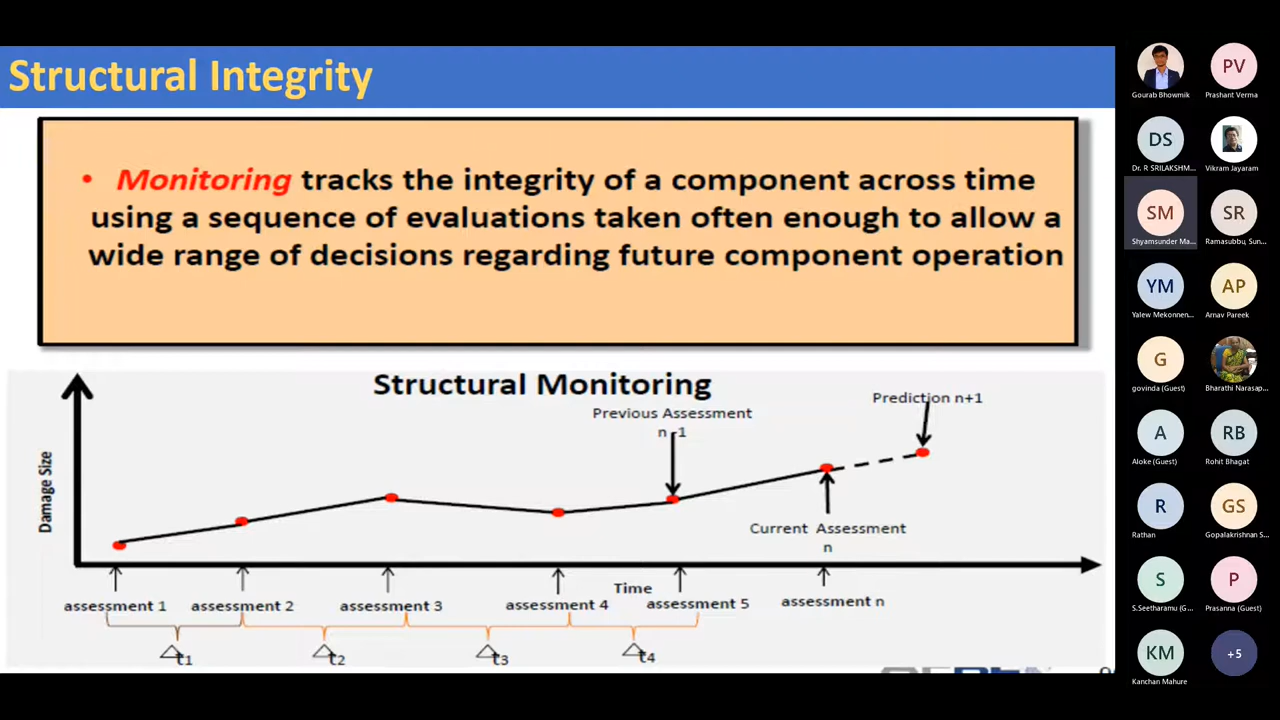 Structural Integrity
• Monitoring tracks the integrity of a component across time
using a sequence of evaluations taken often enough to allow a
wide range of decisions regarding future component operation
Structural Monitoring
Previous Assessment
n -1
Prediction n+1
Damage Size
Current Assessment
n
Time
assessment 1
assessment 2
assessment 3
assessment 4
assessment 5
assessment n
△t1
△t2
△t3
△t4
Gourab Bhowmik
PV
Prashant Verma
DS
Dr. R SRILAKSHM...
Vikram Jayaram
SM
Shyamsunder Ma...
SR
Ramasubbu, Sun...
YM
Yalew Mekonnen...
AP
Arnav Pareek
G
govinda (Guest)
Bharathi Narasap...
A
Aloke (Guest)
RB
Rohit Bhagat
R
Rathan
GS
Gopalakrishnan S...
S
S.Seetharamu (G...
P
Prasanna (Guest)
KM
Kanchan Mahure
+5